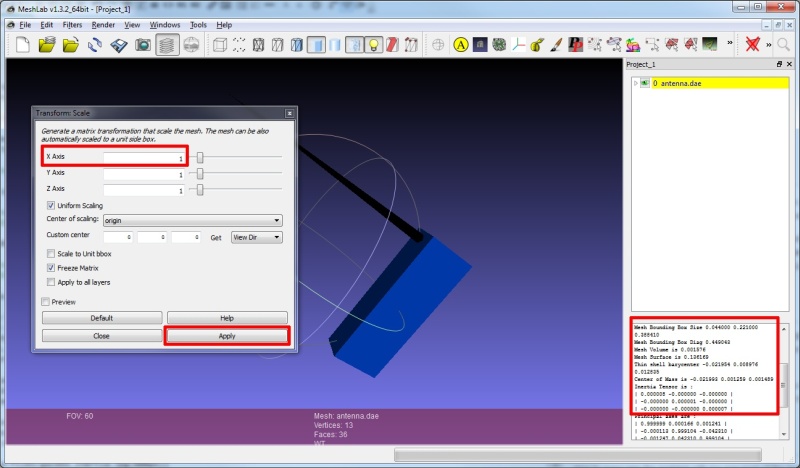 MeshLab v1.3.2_64bit - [Project_1]
File Edit Filters Render View Windows Tools Help
Project_1
0 antenna.dae
Transform: Scale
Generate a matrix transformation that scale the mesh. The mesh can be also
automatically scaled to a unit side box.
X Axis 1
Y Axis 1
Z Axis 1
Uniform Scaling
Center of scaling: origin
Custom center 0 0 0 Get View Dir
Scale to Unit bbox
Freeze Matrix
Apply to all layers
Preview
Default Help
Close Apply
Mesh Bounding Box Size 0.044000 0.221000
Mesh Bounding Box Diag 0.449043
Mesh Volume is 0.001576
Mesh Surface is 0.136169
Thin shell barycenter -0.021954 0.008976
0.012635
Center of Mass is -0.021993 0.001259 0.001489
Inertia Tensor is :
| 0.000005 -0.000000 -0.000000 |
| -0.000000 0.000001 -0.000000 |
| -0.000000 -0.000000 0.000007 |
Principal axes are :
| 0.999999 0.000166 0.001241 |
| -0.000113 0.999104 -0.042310 |
| -0.001247 0.042310 0.999104 |
FOV: 60
Mesh: antenna.dae
Vertices: 13
Faces: 36
WT